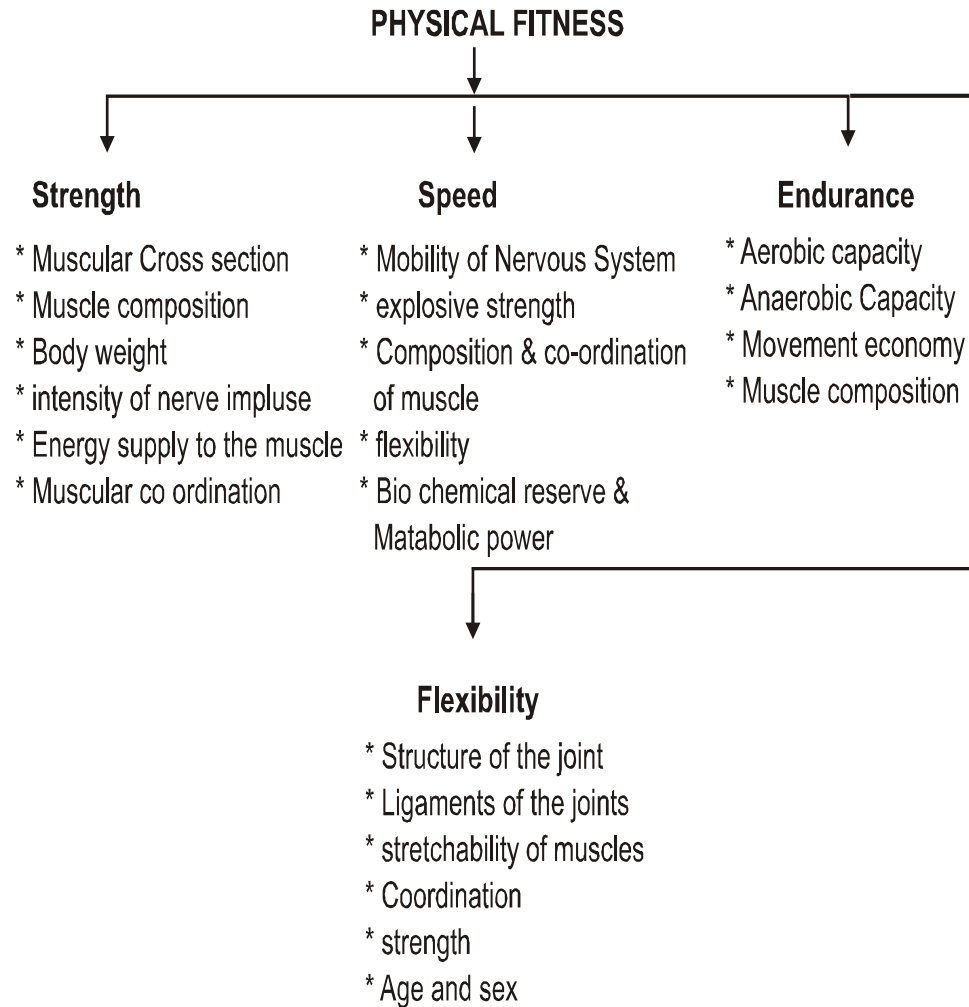 PHYSICAL FITNESS
Strength
* Muscular Cross section
* Muscle composition
* Body weight
* intensity of nerve impluse
* Energy supply to the muscle
* Muscular co ordination
Speed
* Mobility of Nervous System
* explosive strength
* Composition & co-ordination
of muscle
* flexibility
* Bio chemical reserve &
Matabolic power
Endurance
* Aerobic capacity
* Anaerobic Capacity
* Movement economy
* Muscle composition
Flexibility
* Structure of the joint
* Ligaments of the joints
* stretchability of muscles
* Coordination
* strength
* Age and sex